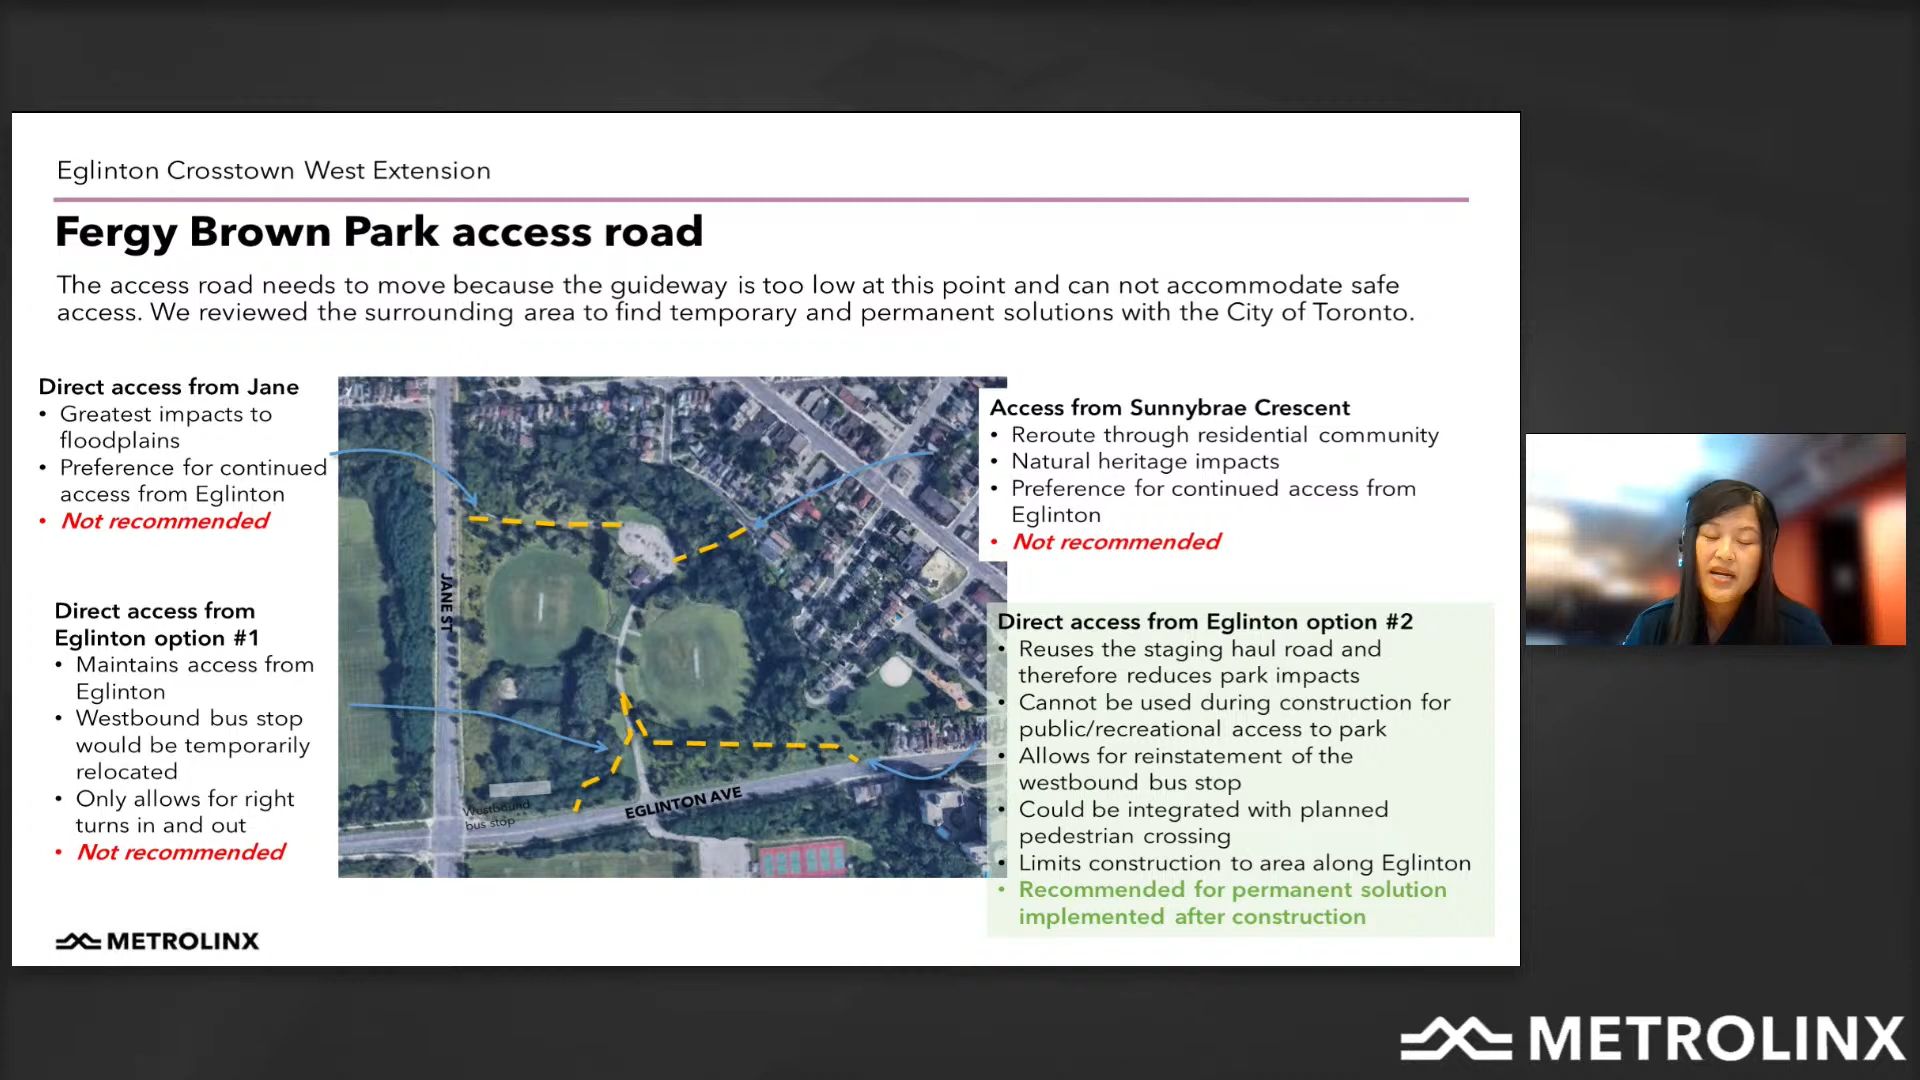 Eglinton Crosstown West Extension
Fergy Brown Park access road
The access road needs to move because the guideway is too low at this point and can not accommodate safe
access. We reviewed the surrounding area to find temporary and permanent solutions with the City of Toronto.
Direct access from Jane
• Greatest impacts to
floodplains
• Preference for continued
access from Eglinton
• Not recommended
Direct access from
Eglinton option #1
• Maintains access from
Eglinton
• Westbound bus stop
would be temporarily
relocated
• Only allows for right
turns in and out
• Not recommended
JANE ST
Westbound
bus stop
EGLINTON AVE
Access from Sunnybrae Crescent
• Reroute through residential community
• Natural heritage impacts
• Preference for continued access from
Eglinton
• Not recommended
Direct access from Eglinton option #2
• Reuses the staging haul road and
therefore reduces park impacts
• Cannot be used during construction for
public/recreational access to park
• Allows for reinstatement of the
westbound bus stop
• Could be integrated with planned
pedestrian crossing
• Limits construction to area along Eglinton
• Recommended for permanent solution
implemented after construction
METROLINX
METROLINX